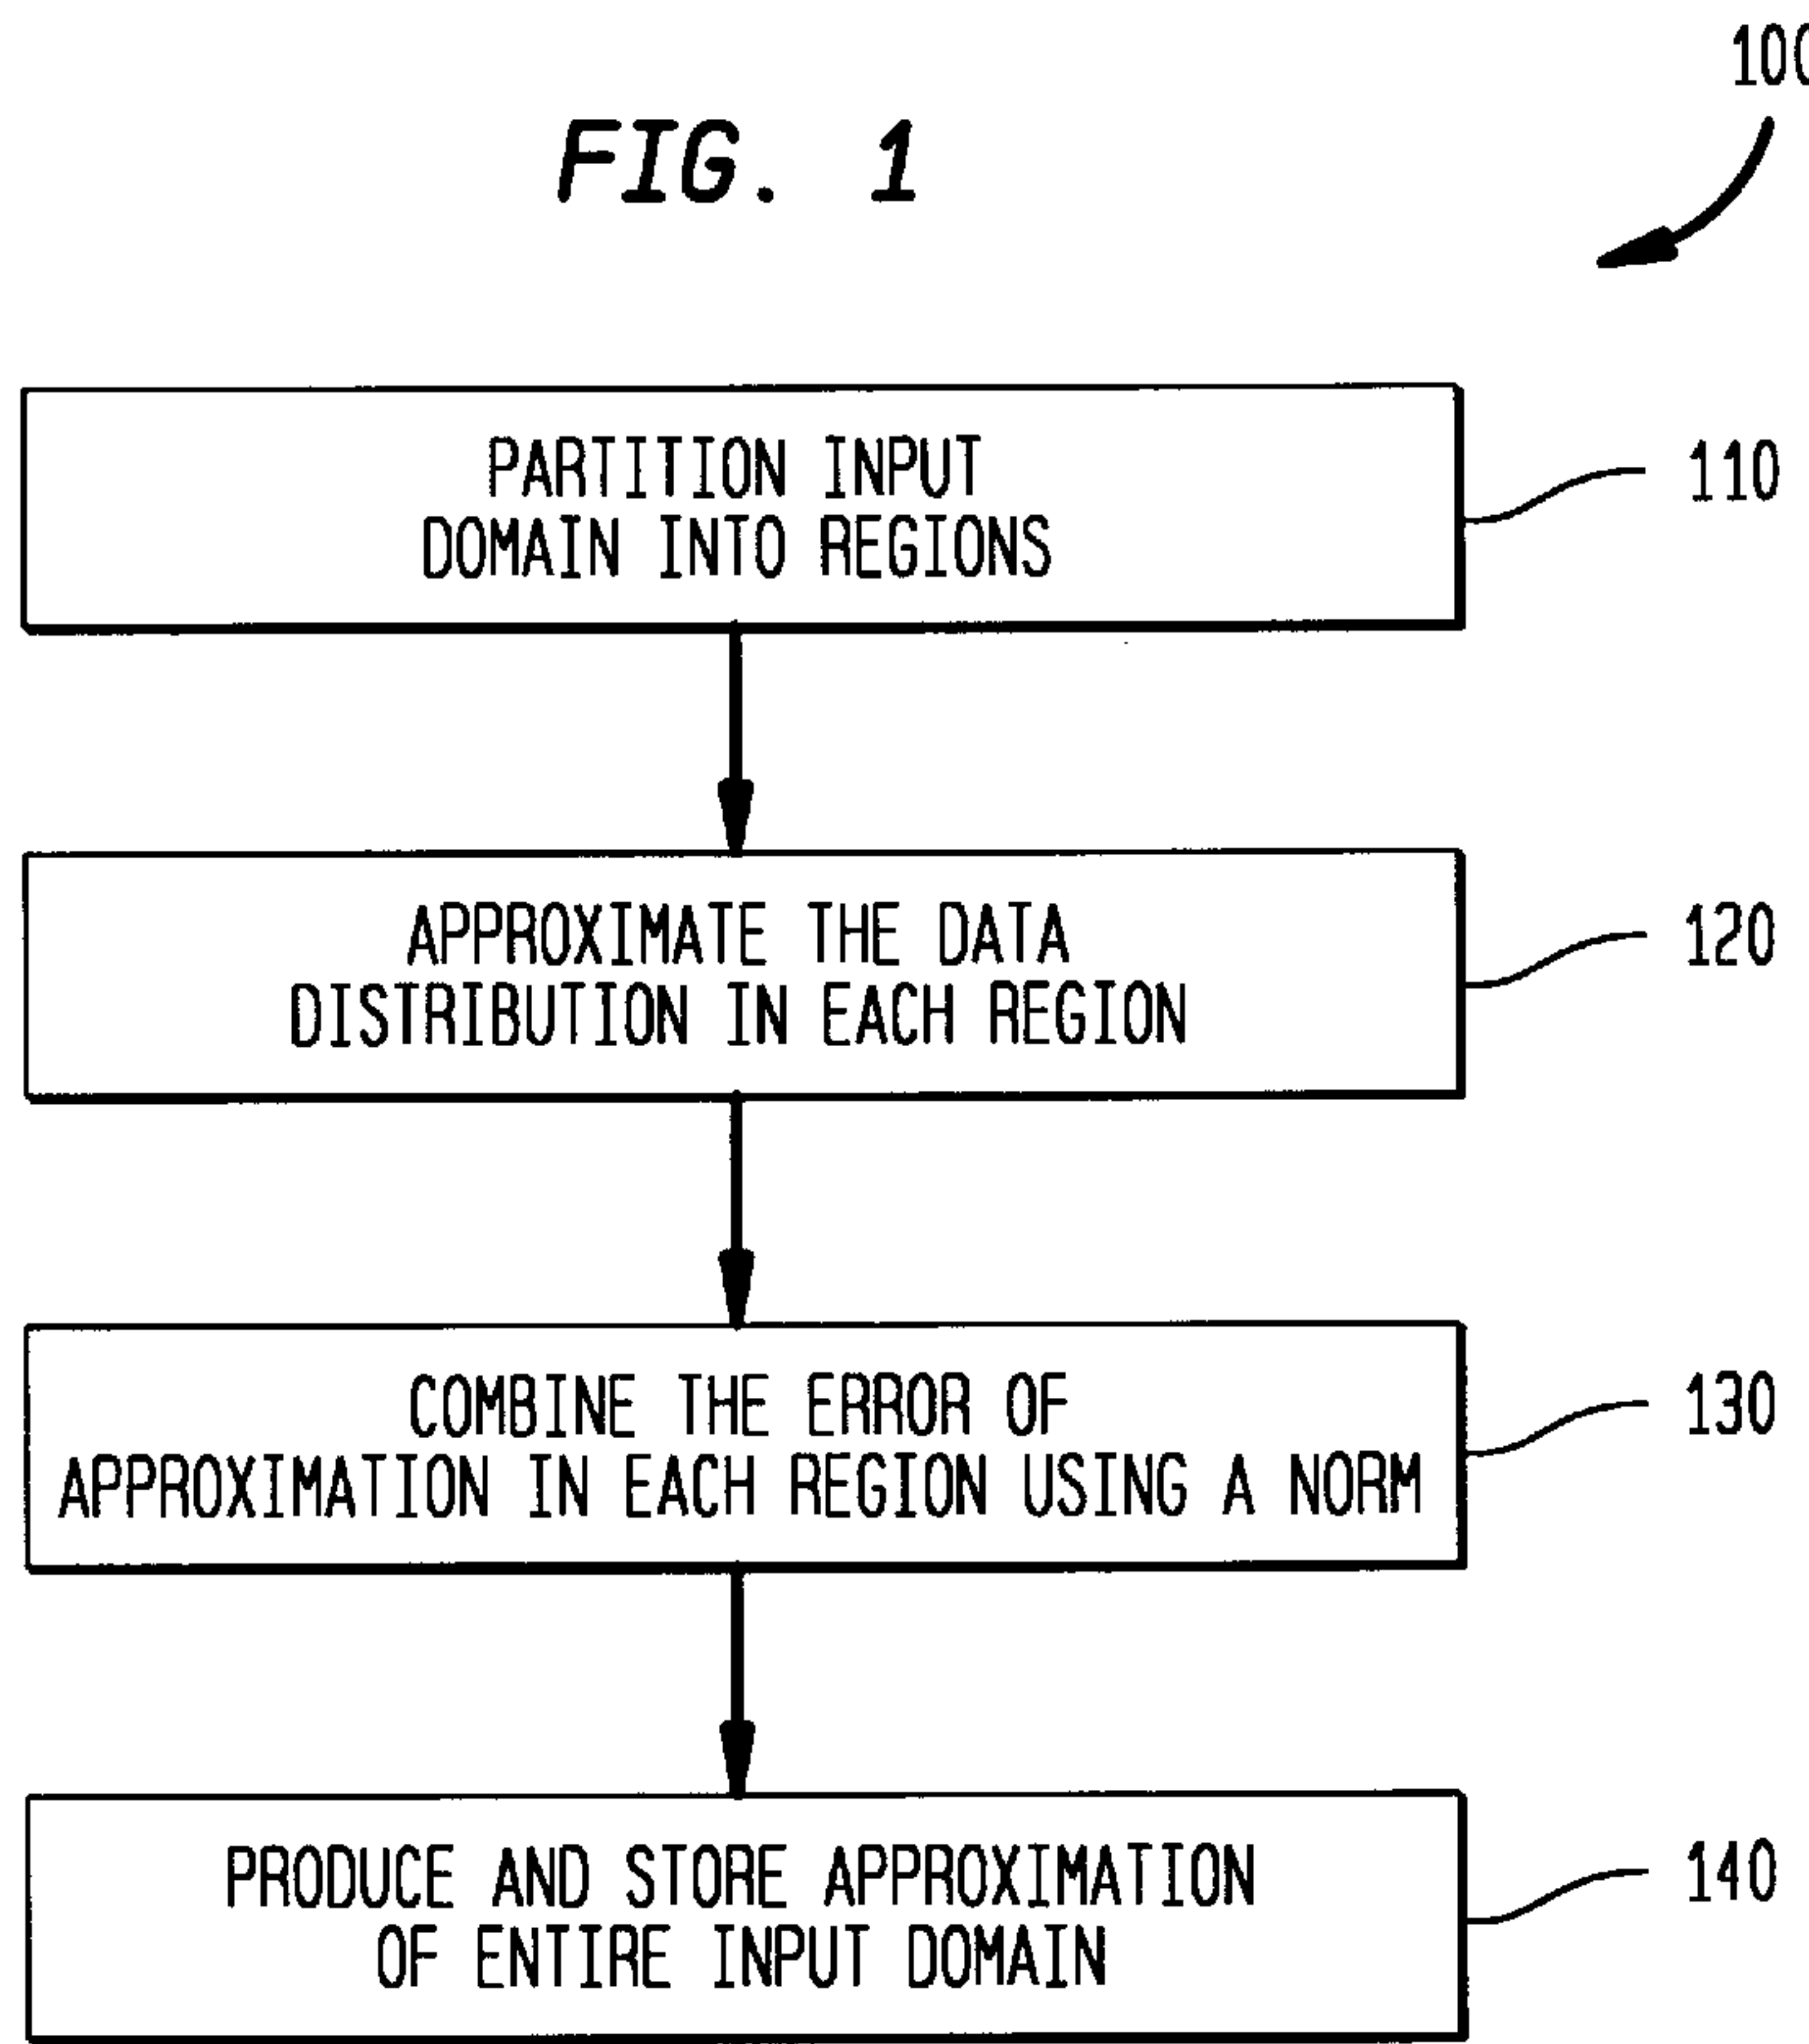 100
FIG. 1
PARTITION INPUT
DOMAIN INTO REGIONS
110
APPROXIMATE THE DATA
DISTRIBUTION IN EACH REGION
120
COMBINE THE ERROR OF
APPROXIMATION IN EACH REGION USING A NORM
130
PRODUCE AND STORE APPROXIMATION
OF ENTIRE INPUT DOMAIN
140